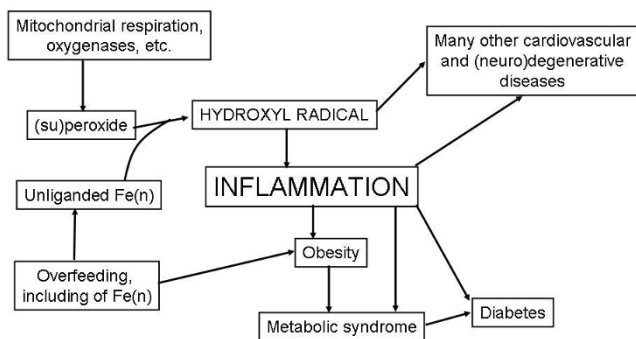 Mitochondrial respiration,
oxygenases, etc.
Many other cardiovascular
and (neuro)degenerative
diseases
(su)peroxide
HYDROXYL RADICAL
INFLAMMATION
Unliganded Fe(n)
Obesity
Overfeeding,
including of Fe(n)
Diabetes
Metabolic syndrome